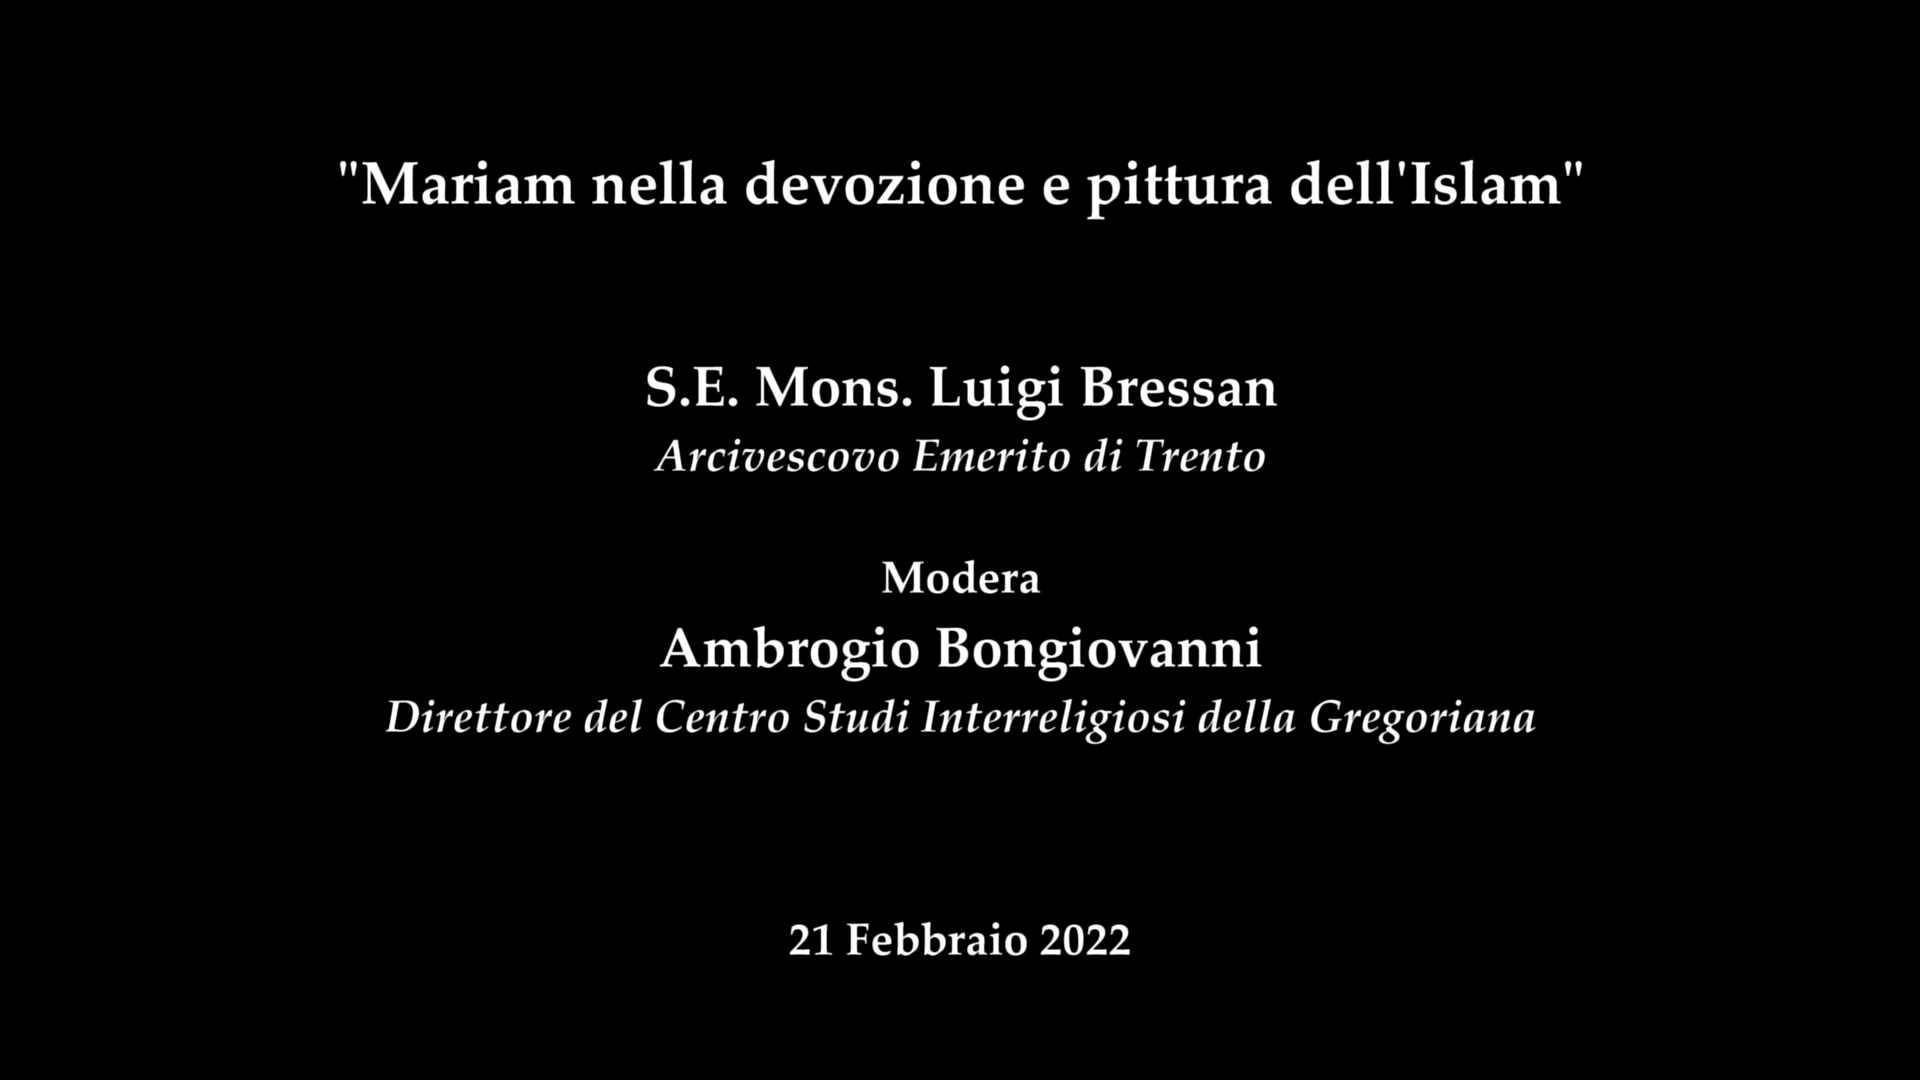 "Mariam nella devozione e pittura dell'Islam"
S.E. Mons. Luigi Bressan
Arcivescovo Emerito di Trento
Modera
Ambrogio Bongiovanni
Direttore del Centro Studi Interreligiosi della Gregoriana
21 Febbraio 2022